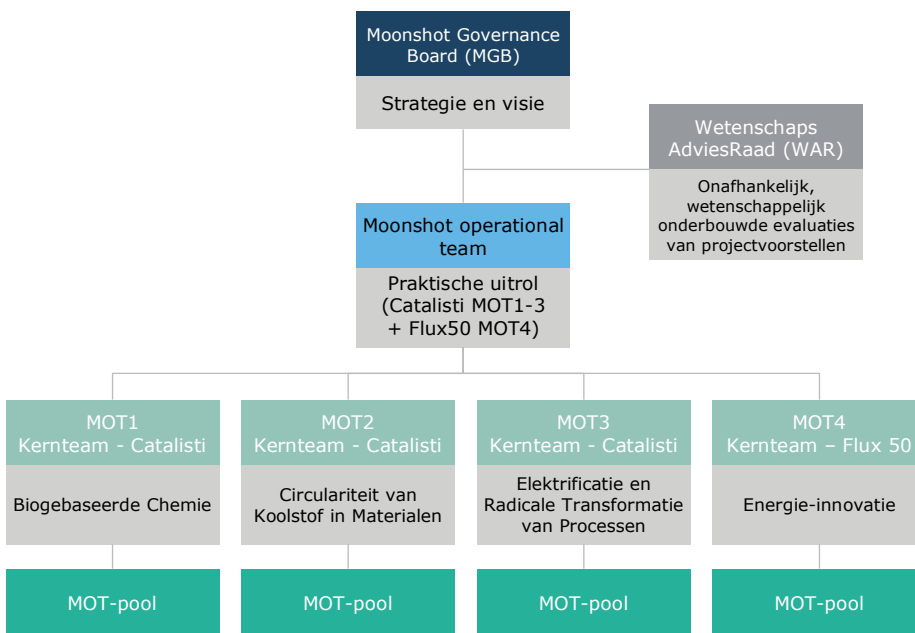 Moonshot Governance
Board (MGB)
Strategie en visie
Wetenschaps
AdviesRaad (WAR)
Onafhankelijk,
wetenschappelijk
onderbouwde evaluaties
van projectvoorstellen
Moonshot operational
team
Praktische uitrol
(Catalisti MOT1-3
+ Flux50 MOT4)
MOT1
Kernteam - Catalisti
Biogebaseerde Chemie
MOT-pool
MOT2
Kernteam - Catalisti
Circulariteit van
Koolstof in Materialen
MOT-pool
MOT3
Kernteam - Catalisti
Elektrificatie en
Radicale Transformatie
van Processen
MOT-pool
MOT4
Kernteam – Flux 50
Energie-innovatie
MOT-pool